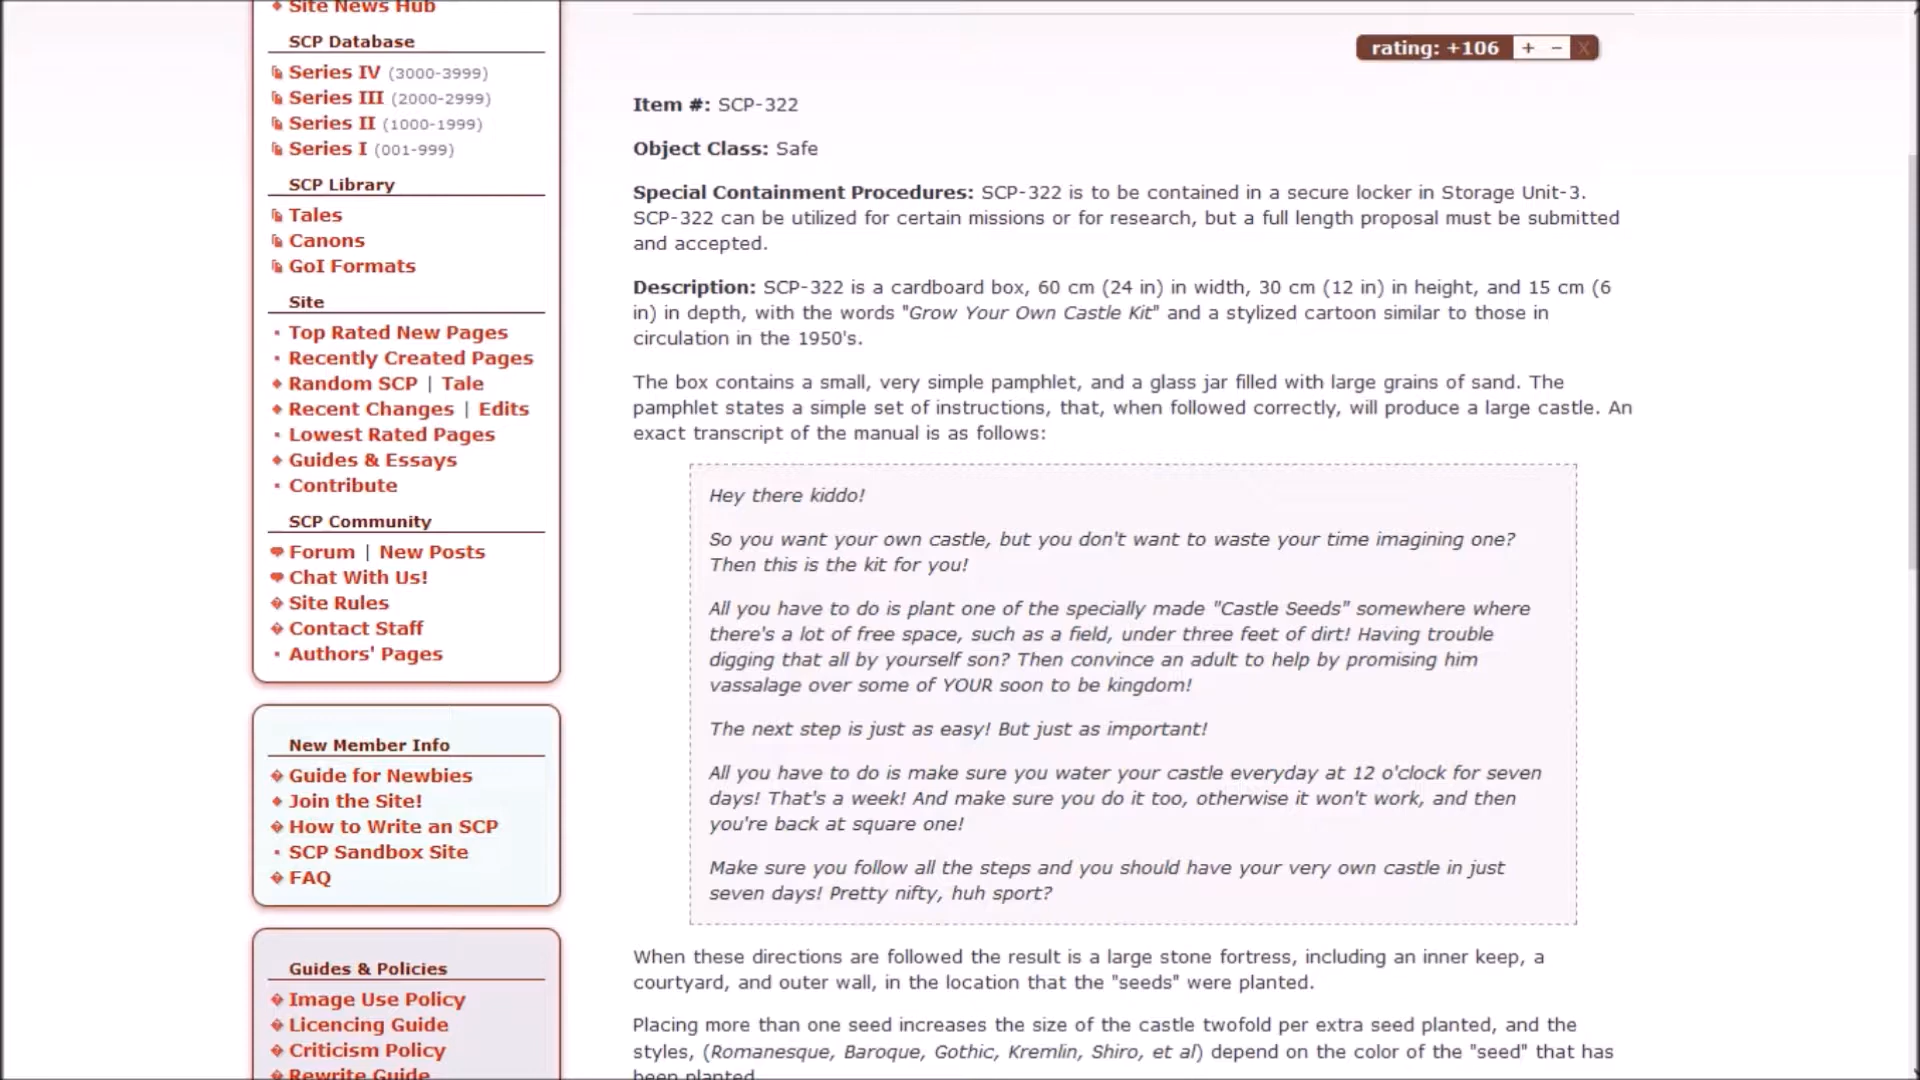 Site News Hub
SCP Database
Series IV (3000-3999)
Series III (2000-2999)
Series II (1000-1999)
Series I (001-999)
SCP Library
Tales
Canons
GoI Formats
Site
Top Rated New Pages
Recently Created Pages
Random SCP | Tale
Recent Changes | Edits
Lowest Rated Pages
Guides & Essays
Contribute
SCP Community
Forum | New Posts
Chat With Us!
Site Rules
Contact Staff
Authors' Pages
New Member Info
Guide for Newbies
Join the Site!
How to Write an SCP
SCP Sandbox Site
FAQ
Guides & Policies
Image Use Policy
Licencing Guide
Criticism Policy
Rewrite Guide
rating: +106 + – X
Item #: SCP-322
Object Class: Safe
Special Containment Procedures: SCP-322 is to be contained in a secure locker in Storage Unit-3.
SCP-322 can be utilized for certain missions or for research, but a full length proposal must be submitted
and accepted.
Description: SCP-322 is a cardboard box, 60 cm (24 in) in width, 30 cm (12 in) in height, and 15 cm (6
in) in depth, with the words "Grow Your Own Castle Kit" and a stylized cartoon similar to those in
circulation in the 1950's.
The box contains a small, very simple pamphlet, and a glass jar filled with large grains of sand. The
pamphlet states a simple set of instructions, that, when followed correctly, will produce a large castle. An
exact transcript of the manual is as follows:
Hey there kiddo!
So you want your own castle, but you don't want to waste your time imagining one?
Then this is the kit for you!
All you have to do is plant one of the specially made "Castle Seeds" somewhere where
there's a lot of free space, such as a field, under three feet of dirt! Having trouble
digging that all by yourself son? Then convince an adult to help by promising him
vassalage over some of YOUR soon to be kingdom!
The next step is just as easy! But just as important!
All you have to do is make sure you water your castle everyday at 12 o'clock for seven
days! That's a week! And make sure you do it too, otherwise it won't work, and then
you're back at square one!
Make sure you follow all the steps and you should have your very own castle in just
seven days! Pretty nifty, huh sport?
When these directions are followed the result is a large stone fortress, including an inner keep, a
courtyard, and outer wall, in the location that the "seeds" were planted.
Placing more than one seed increases the size of the castle twofold per extra seed planted, and the
styles, (Romanesque, Baroque, Gothic, Kremlin, Shiro, et al) depend on the color of the "seed" that has
been planted.